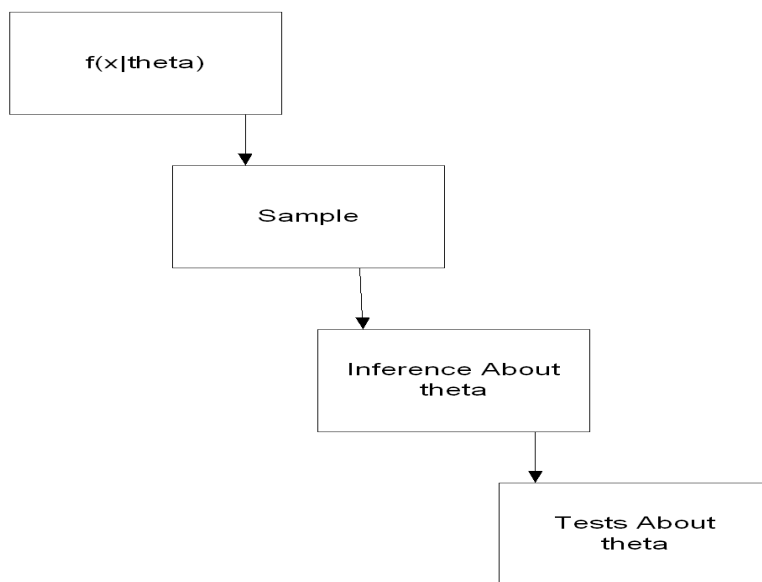 f(x|theta)
Sample
Inference About
theta
Tests About
theta